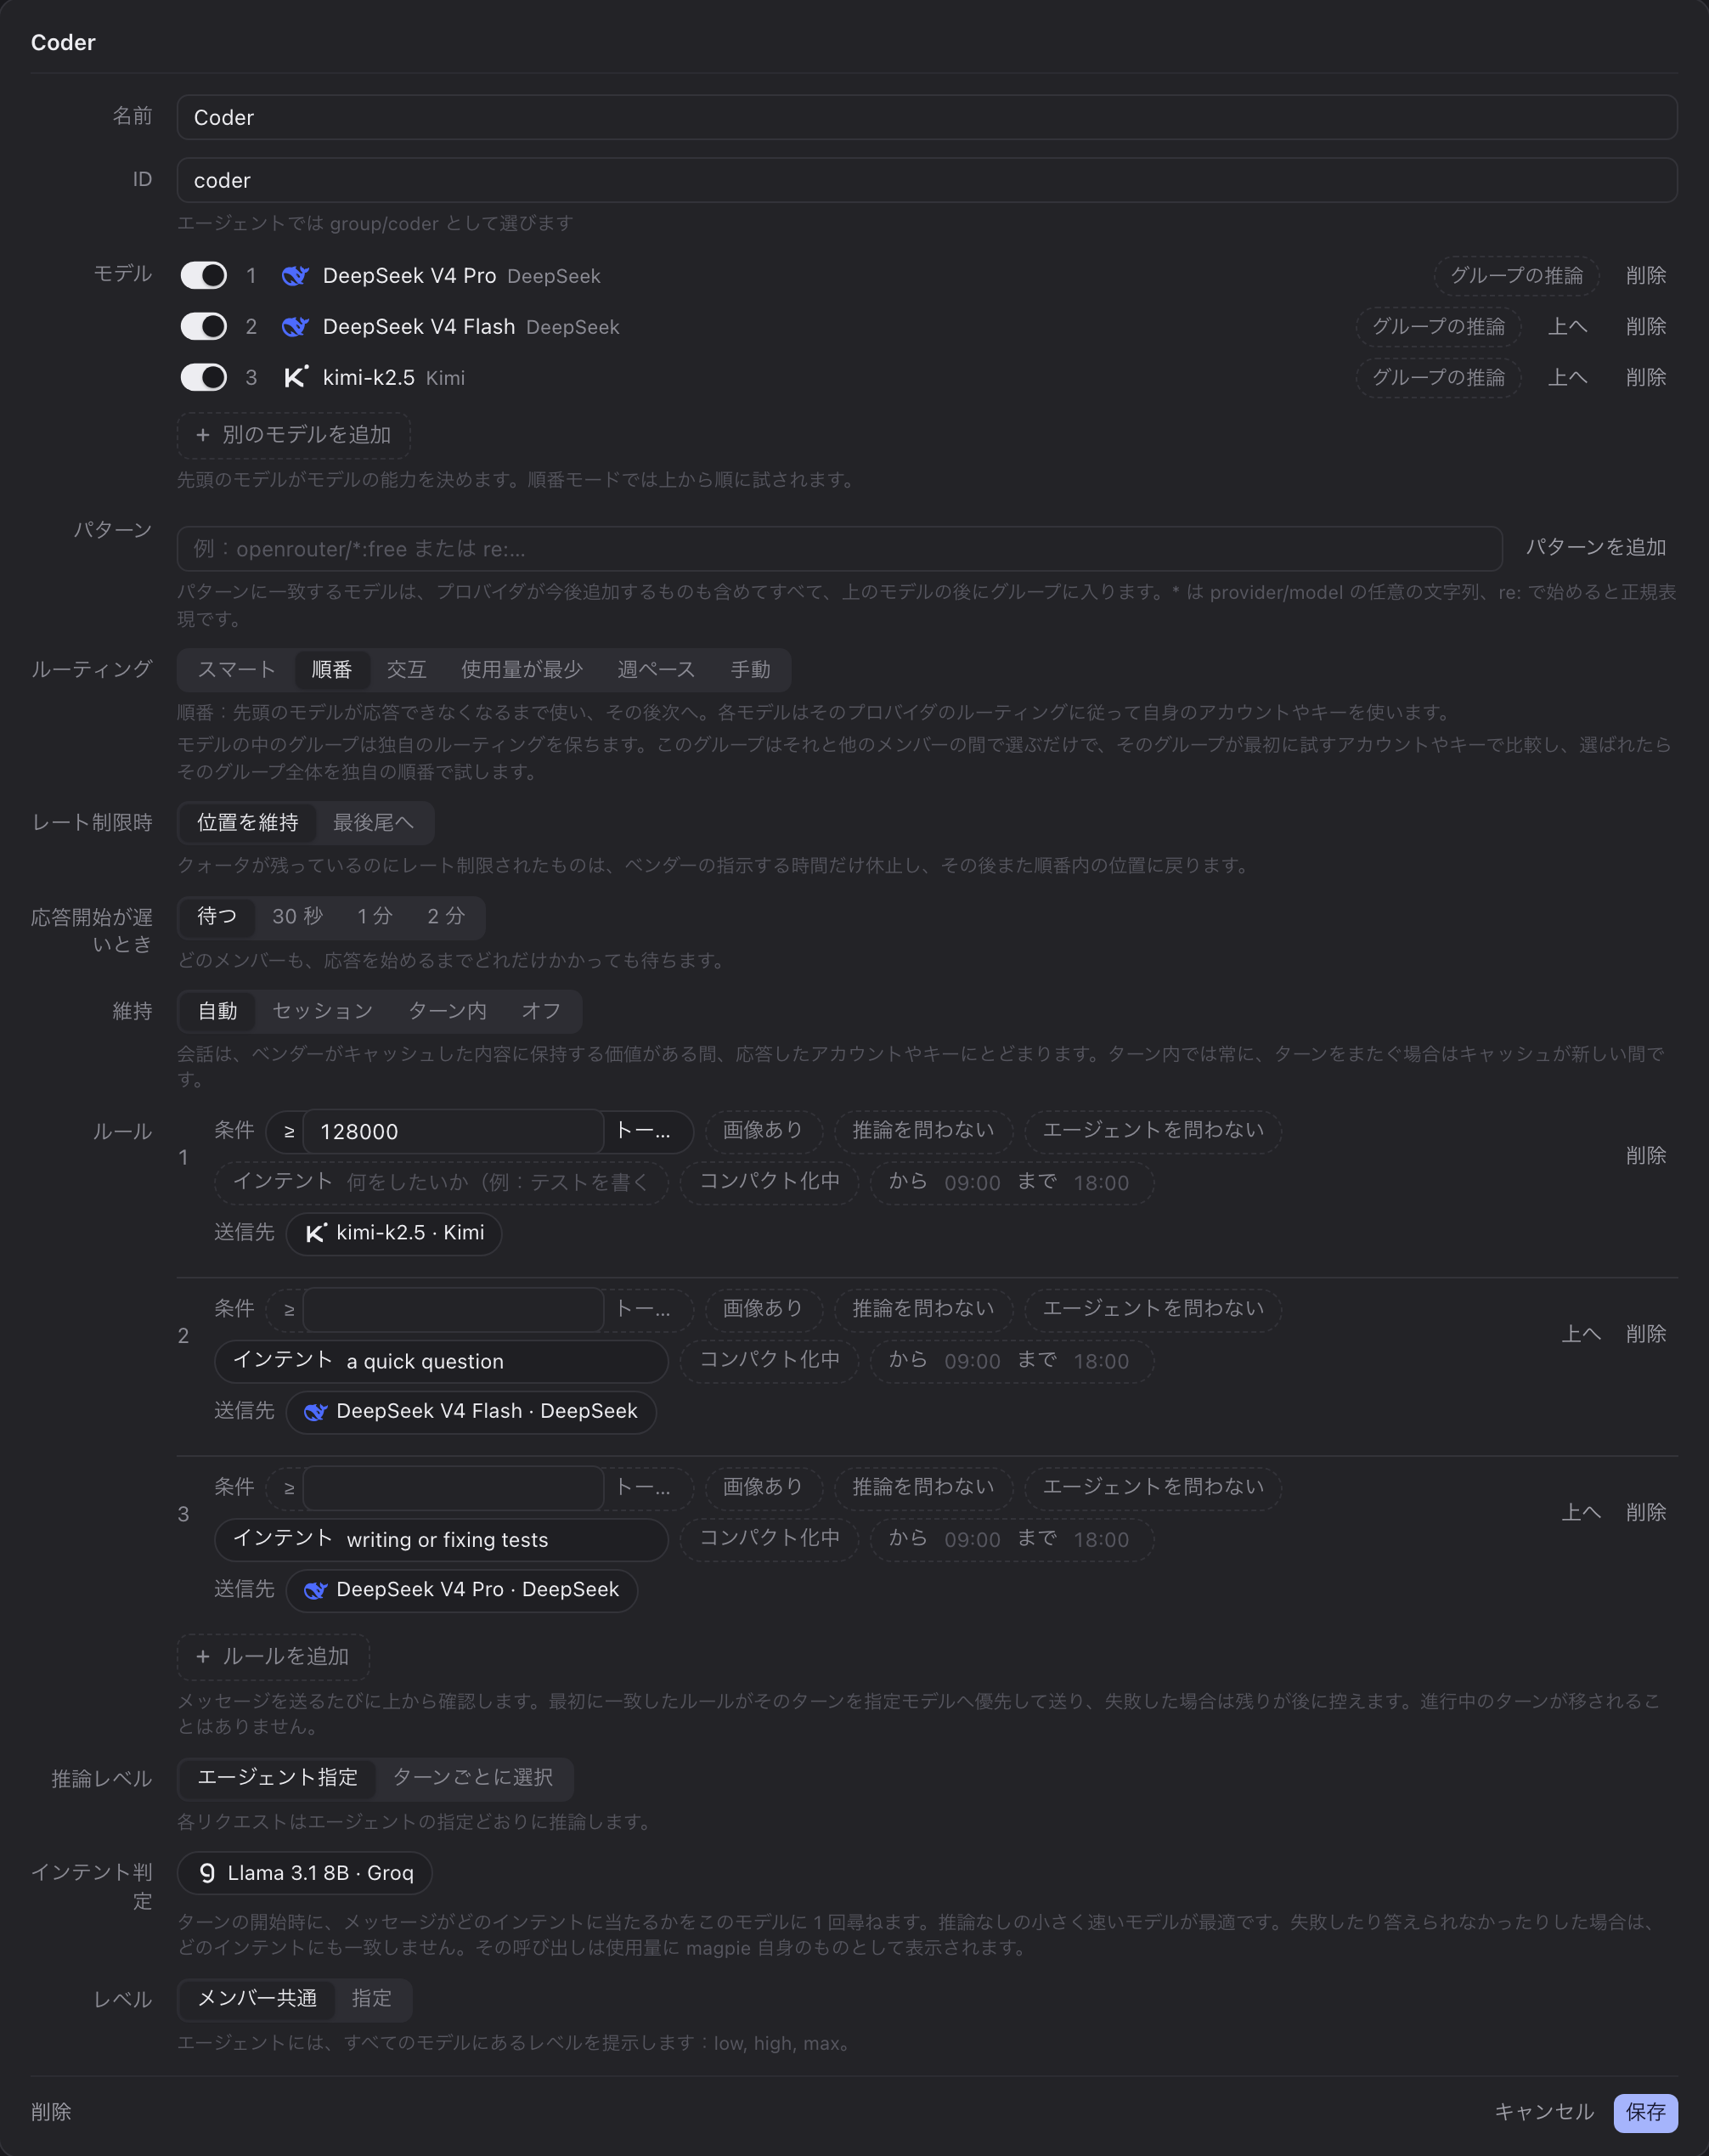 Coder
名前
Coder
ID
coder
エージェントでは group/coder として選びます
モデル
1 DeepSeek V4 Pro DeepSeek グループの推論 削除
2 DeepSeek V4 Flash DeepSeek グループの推論 上へ 削除
3 kimi-k2.5 Kimi グループの推論 上へ 削除
+ 別のモデルを追加
先頭のモデルがモデルの能力を決めます。順番モードでは上から順に試されます。
パターン
例：openrouter/*:free または re:... パターンを追加
パターンに一致するモデルは、プロバイダが今後追加するものも含めてすべて、上のモデルの後にグループに入ります。* は provider/model の任意の文字列、re: で始めると正規表
現です。
ルーティング
スマート 順番 交互 使用量が最少 週ペース 手動
順番：先頭のモデルが応答できなくなるまで使い、その後次へ。各モデルはそのプロバイダのルーティングに従って自身のアカウントやキーを使います。
モデルの中のグループは独自のルーティングを保ちます。このグループはそれと他のメンバーの間で選ぶだけで、そのグループが最初に試すアカウントやキーで比較し、選ばれたら
そのグループ全体を独自の順番で試します。
レート制限時
位置を維持 最後尾へ
クォータが残っているのにレート制限されたものは、ベンダーの指示する時間だけ休止し、その後また順番内の位置に戻ります。
応答開始が遅
いとき
待つ 30 秒 1 分 2 分
どのメンバーも、応答を始めるまでどれだけかかっても待ちます。
維持
自動 セッション ターン内 オフ
会話は、ベンダーがキャッシュした内容に保持する価値がある間、応答したアカウントやキーにとどまります。ターン内では常に、ターンをまたぐ場合はキャッシュが新しい間で
す。
ルール
1
条件 ≥ 128000 トー... 画像あり 推論を問わない エージェントを問わない
インテント 何をしたいか（例：テストを書く コンパクト化中 から 09:00 まで 18:00
送信先 kimi-k2.5 · Kimi
削除
2
条件 ≥ トー... 画像あり 推論を問わない エージェントを問わない
インテント a quick question コンパクト化中 から 09:00 まで 18:00
送信先 DeepSeek V4 Flash · DeepSeek
上へ 削除
3
条件 ≥ トー... 画像あり 推論を問わない エージェントを問わない
インテント writing or fixing tests コンパクト化中 から 09:00 まで 18:00
送信先 DeepSeek V4 Pro · DeepSeek
上へ 削除
+ ルールを追加
メッセージを送るたびに上から確認します。最初に一致したルールがそのターンを指定モデルへ優先して送り、失敗した場合は残りが後に控えます。進行中のターンが移されるこ
とはありません。
推論レベル
エージェント指定 ターンごとに選択
各リクエストはエージェントの指定どおりに推論します。
インテント判
定
Llama 3.1 8B · Groq
ターンの開始時に、メッセージがどのインテントに当たるかをこのモデルに 1 回尋ねます。推論なしの小さく速いモデルが最適です。失敗したり答えられなかったりした場合は、
どのインテントにも一致しません。その呼び出しは使用量に magpie 自身のものとして表示されます。
レベル
メンバー共通 指定
エージェントには、すべてのモデルにあるレベルを提示します：low, high, max。
削除 キャンセル 保存